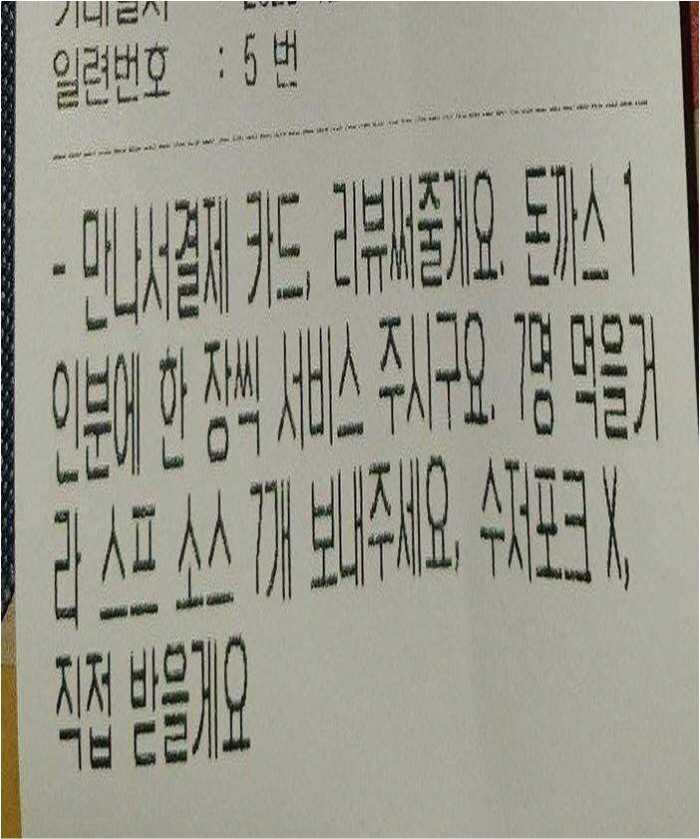 일련번호 : 5 번
- 만나서결제 카드, 리뷰써줄게요. 돈까스 1
인분에 한 장씩 서비스 주시구요. 7명 먹을거
라 스프 소스 7개 보내주세요, 수저포크 X,
직접 받을게요